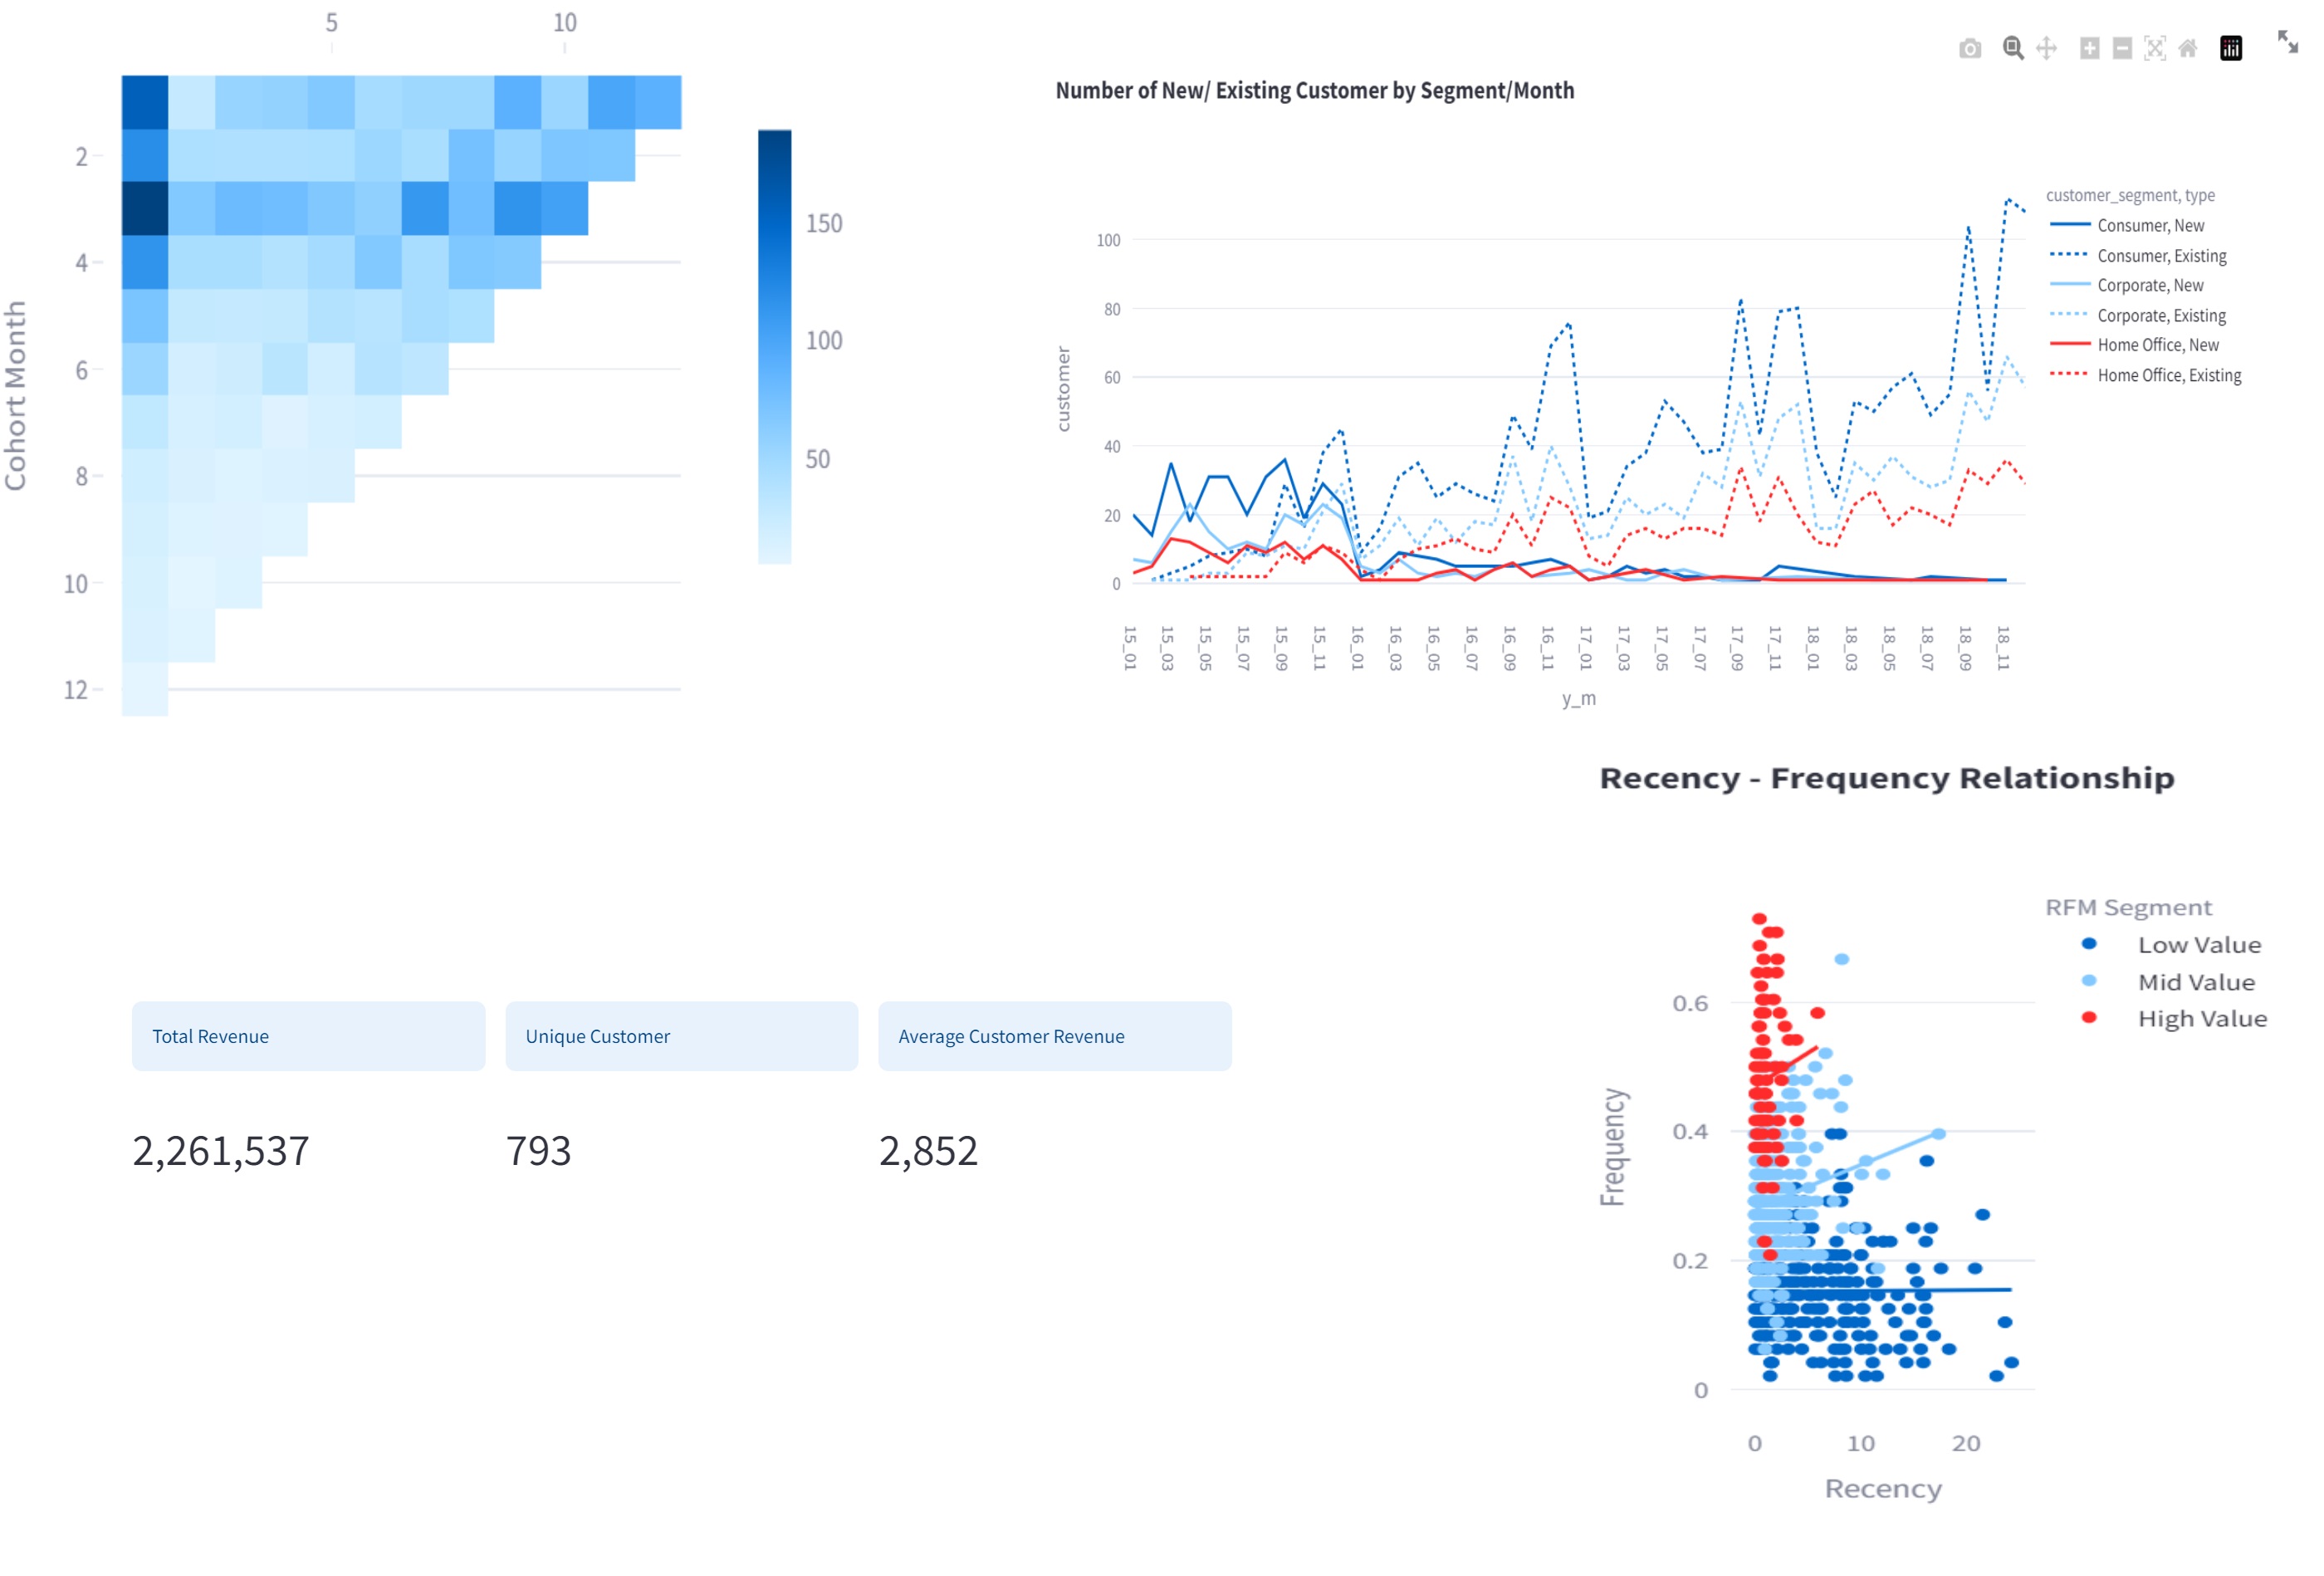 5 10
Cohort Month
2
4
6
8
10
12
150
100
50
Number of New/ Existing Customer by Segment/Month
customer
100
80
60
40
20
0
15_01 15_03 15_05 15_07 15_09 15_11 16_01 16_03 16_05 16_07 16_09 16_11 17_01 17_03 17_05 17_07 17_09 17_11 18_01 18_03 18_05 18_07 18_09 18_11
y_m
customer_segment, type
Consumer, New
Consumer, Existing
Corporate, New
Corporate, Existing
Home Office, New
Home Office, Existing
Total Revenue
2,261,537
Unique Customer
793
Average Customer Revenue
2,852
Recency - Frequency Relationship
Frequency
0.6
0.4
0.2
0
0 10 20
Recency
RFM Segment
Low Value
Mid Value
High Value